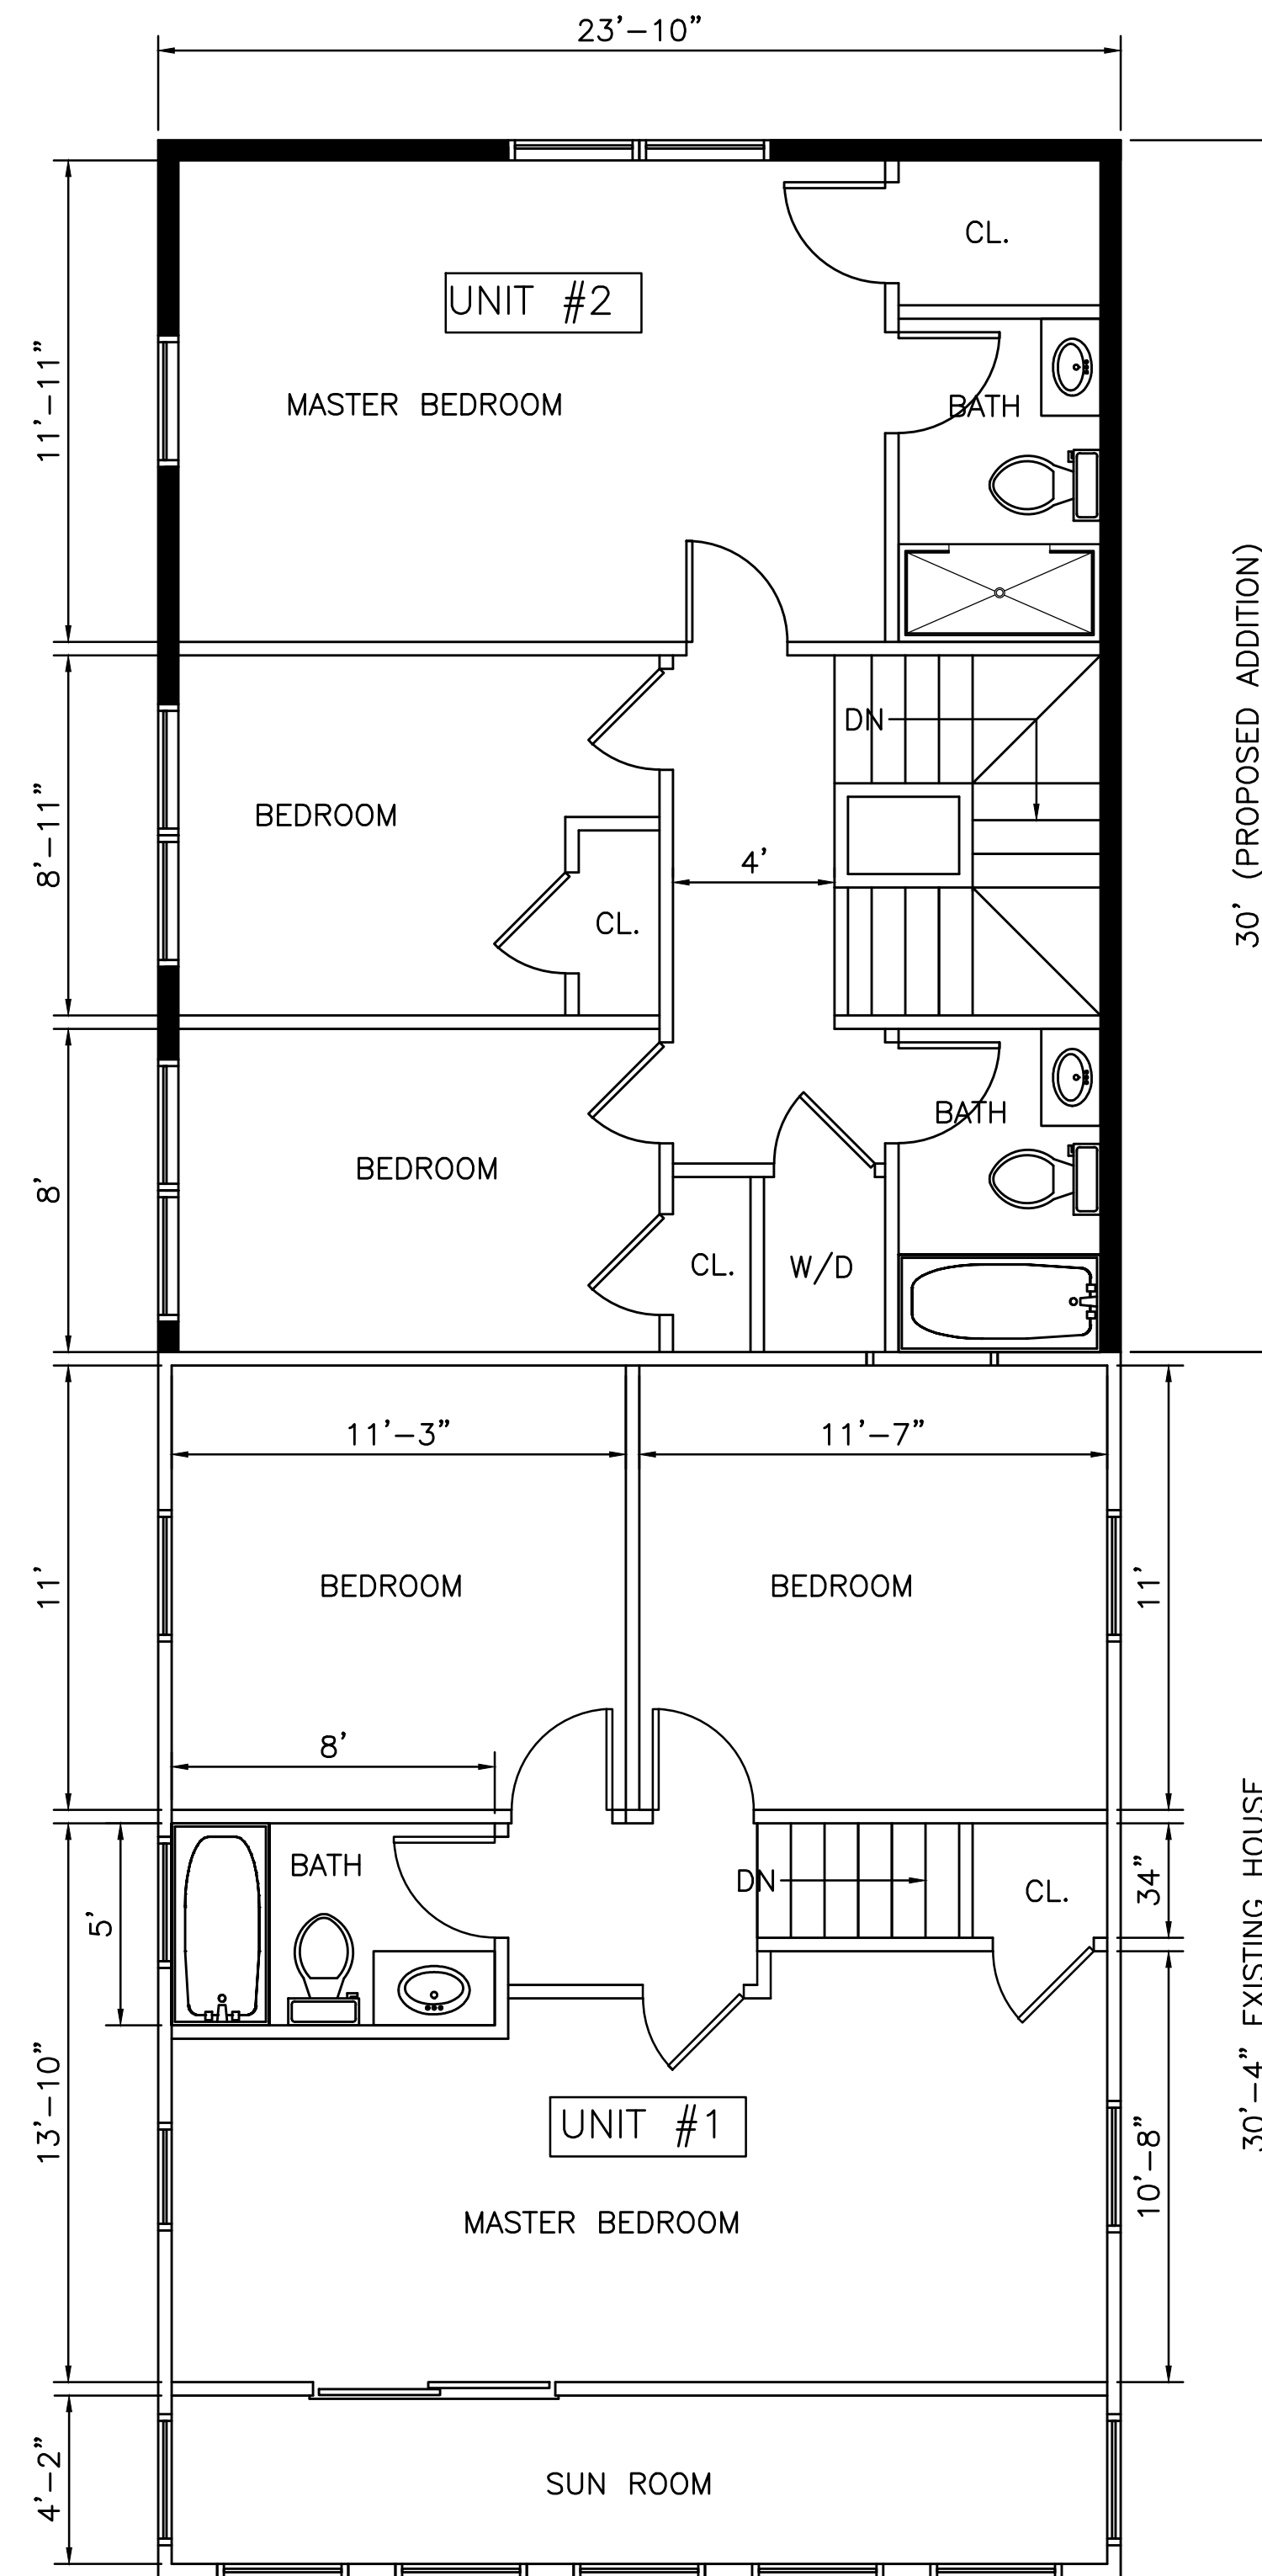 23'-10"
CL.
UNIT #2
11'-11"
MASTER BEDROOM
BATH
30' (PROPOSED ADDITION)
DN
BEDROOM
8'-11"
4'
CL.
BATH
BEDROOM
8'
CL.
W/D
11'-3"
11'-7"
BEDROOM
BEDROOM
11'
11'
8'
BATH
DN
CL.
34"
5'
30'-4" EXISTING HOUSE
13'-10"
UNIT #1
10'-8"
MASTER BEDROOM
4'-2"
SUN ROOM